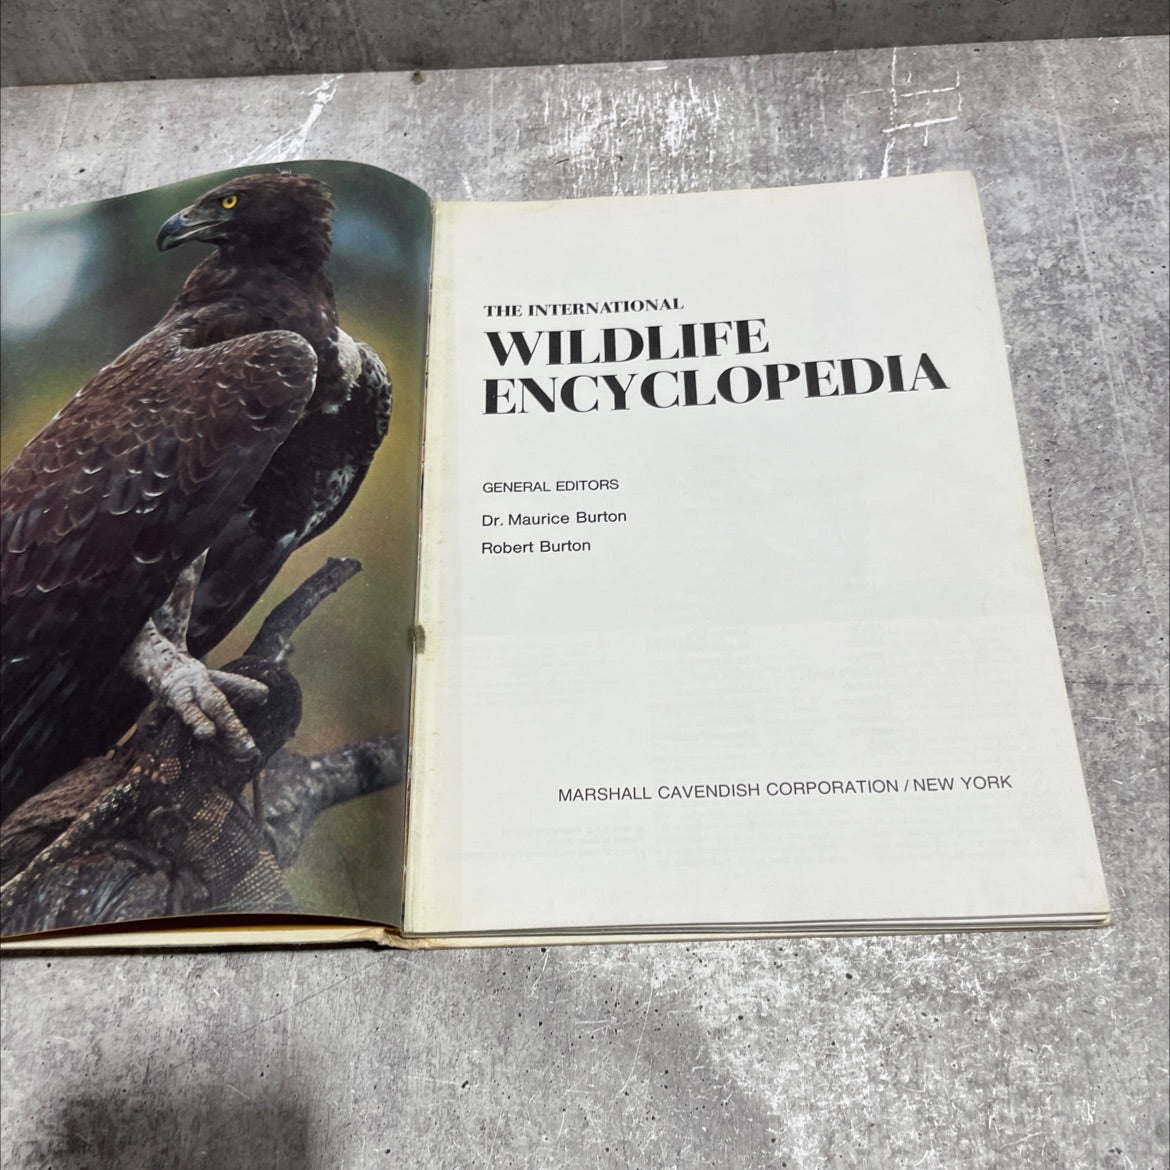 THE INTERNATIONAL
WILDLIFE
ENCYCLOPEDIA
GENERAL EDITORS
Dr. Maurice Burton
Robert Burton
MARSHALL CAVENDISH CORPORATION / NEW YORK